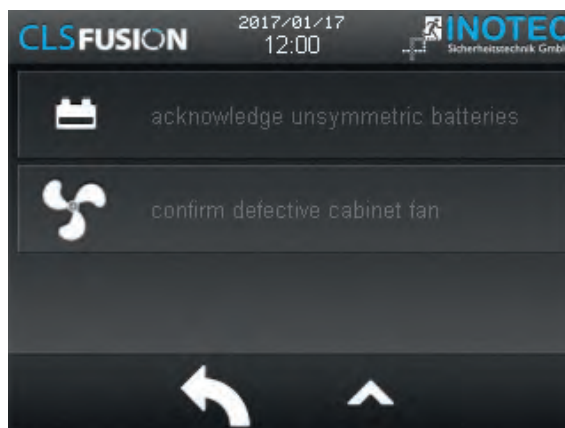 CLSFUSION
2017/01/17
12:00
INOTEC
Sicherheitstechnik GmbH
acknowledge unsymmetric batteries
confirm defective cabinet fan